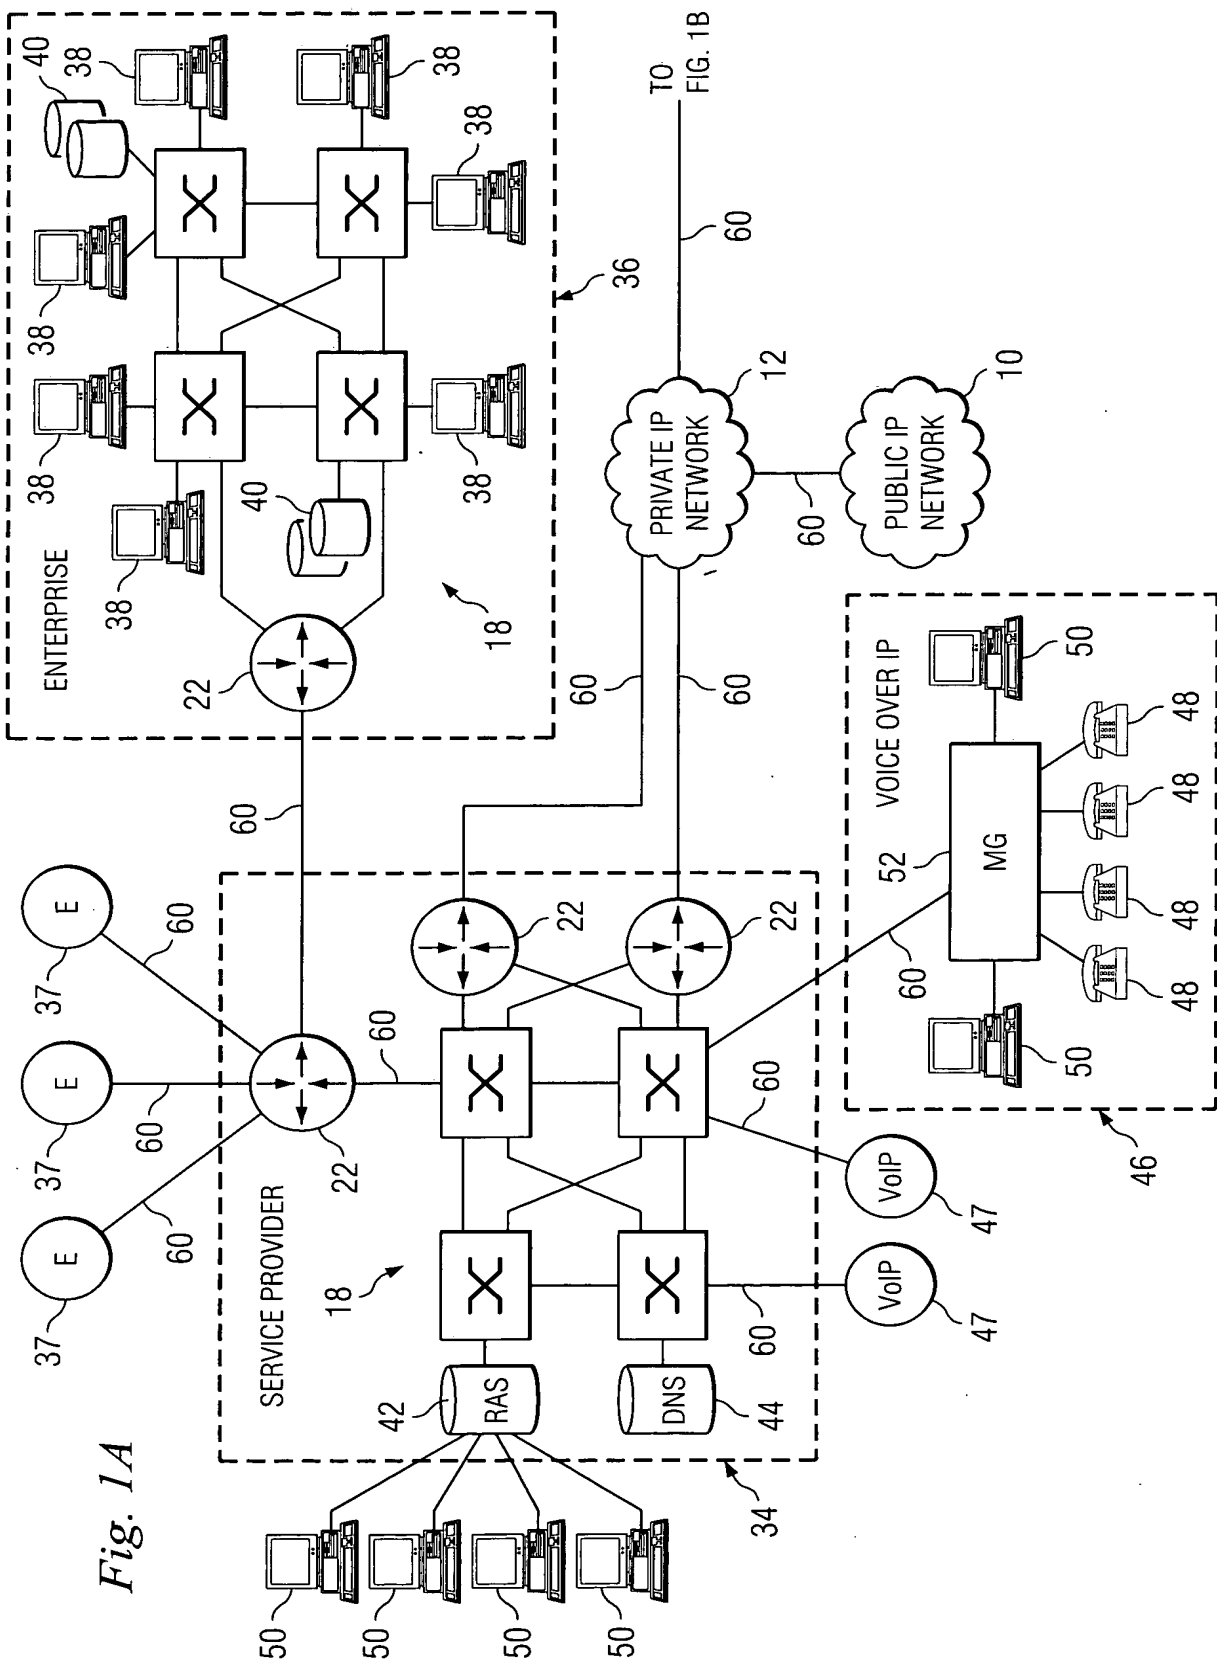 Fig. 1A
37
37
37
E
E
E
60
60
60
ENTERPRISE
38
38
38
38
40
38
38
38
40
22
18
36
60
SERVICE PROVIDER
22
18
60
50
50
50
50
42
RAS
DNS
44
34
22
22
60
60
PRIVATE IP
NETWORK
12
60
TO
FIG. 1B
60
PUBLIC IP
NETWORK
10
60
60
60
VoIP
VoIP
47
47
VOICE OVER IP
52
MG
50
50
48
48
48
48
46